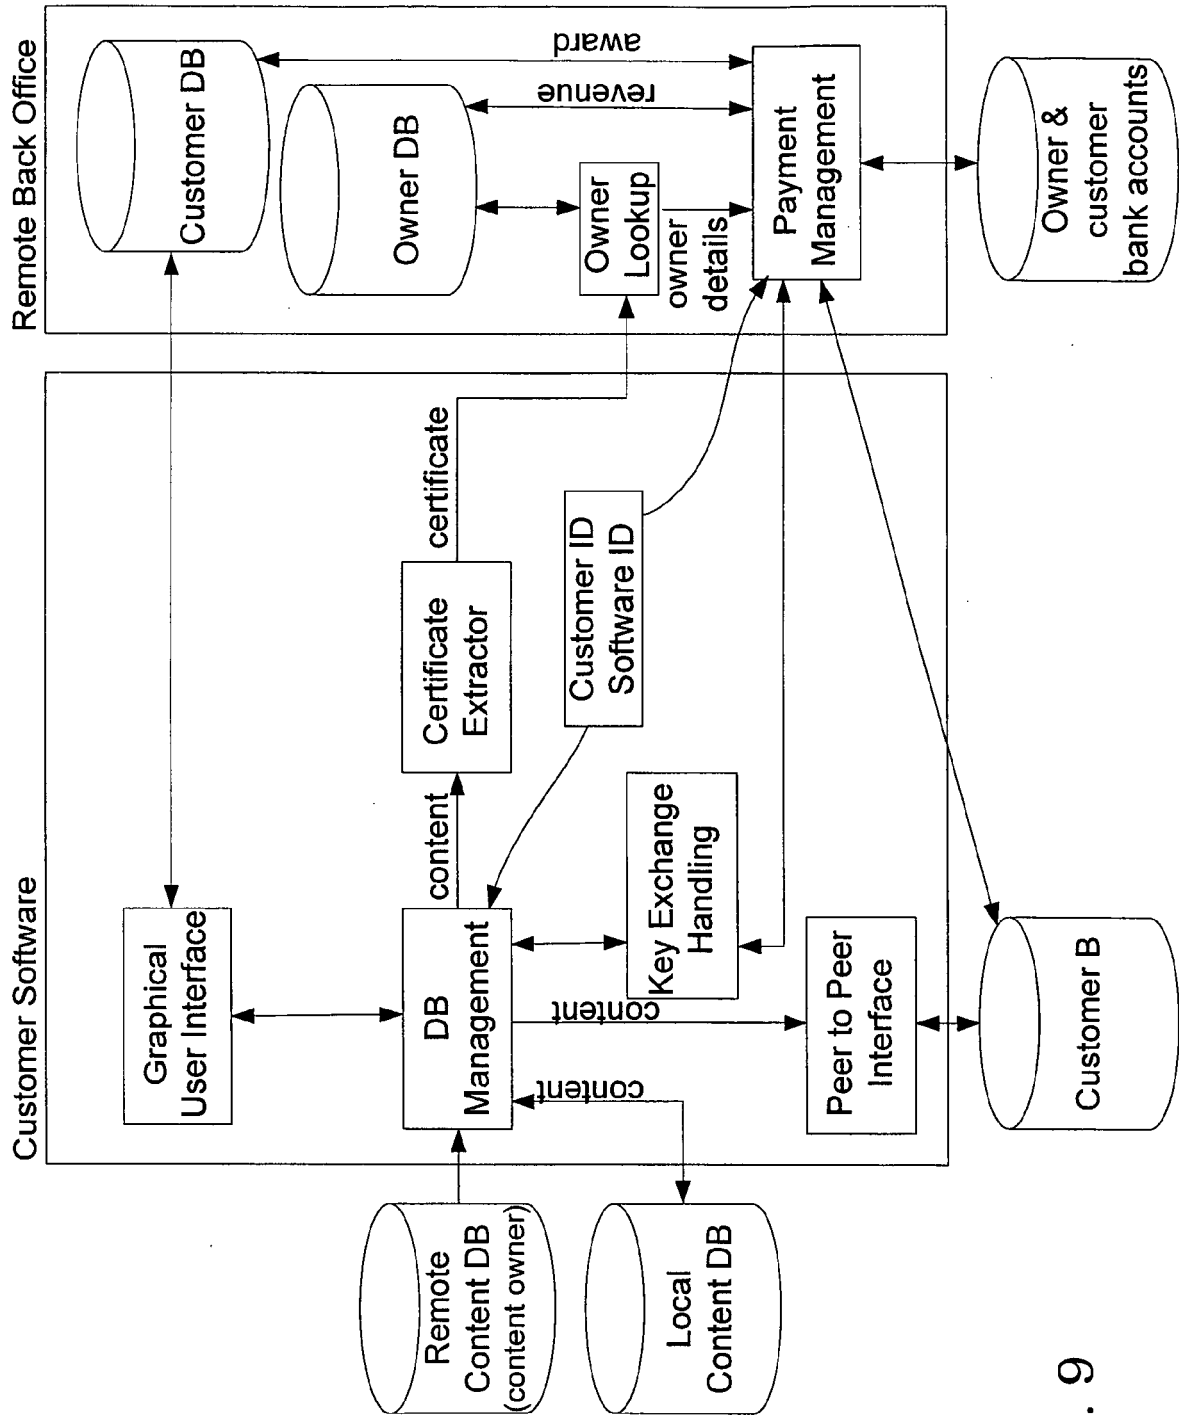 Customer Software
Remote Back Office
Graphical
User Interface
Customer DB
Owner DB
award
revenue
Remote
Content DB
(content owner)
DB
Management
content
Certificate
Extractor
certificate
Owner
Lookup
owner
details
Customer ID
Software ID
Local
Content DB
content
content
Key Exchange
Handling
Payment
Management
Peer to Peer
Interface
Customer B
Owner &
customer
bank accounts
. 9